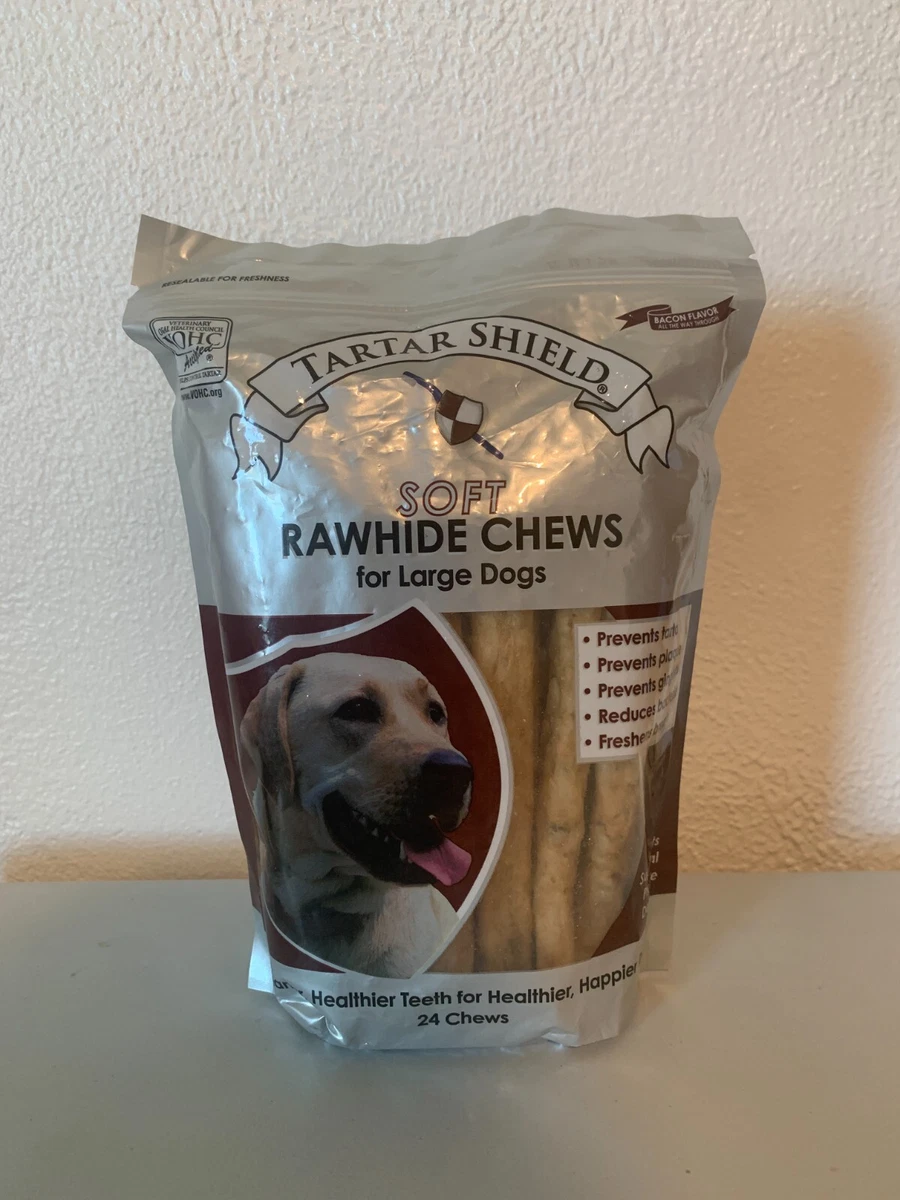 RESEALABLE FOR FRESHNESS
VETERINARY
ORAL HEALTH COUNCIL
VOHC
Accepted
®
www.VOHC.org
BACON FLAVOR
ALL THE WAY THROUGH
TARTAR SHIELD®
SOFT
RAWHIDE CHEWS
for Large Dogs
• Prevents
• Prevents
• Prevents
• Reduces
•
Healthier Teeth for Healthier, Happier
24 Chews